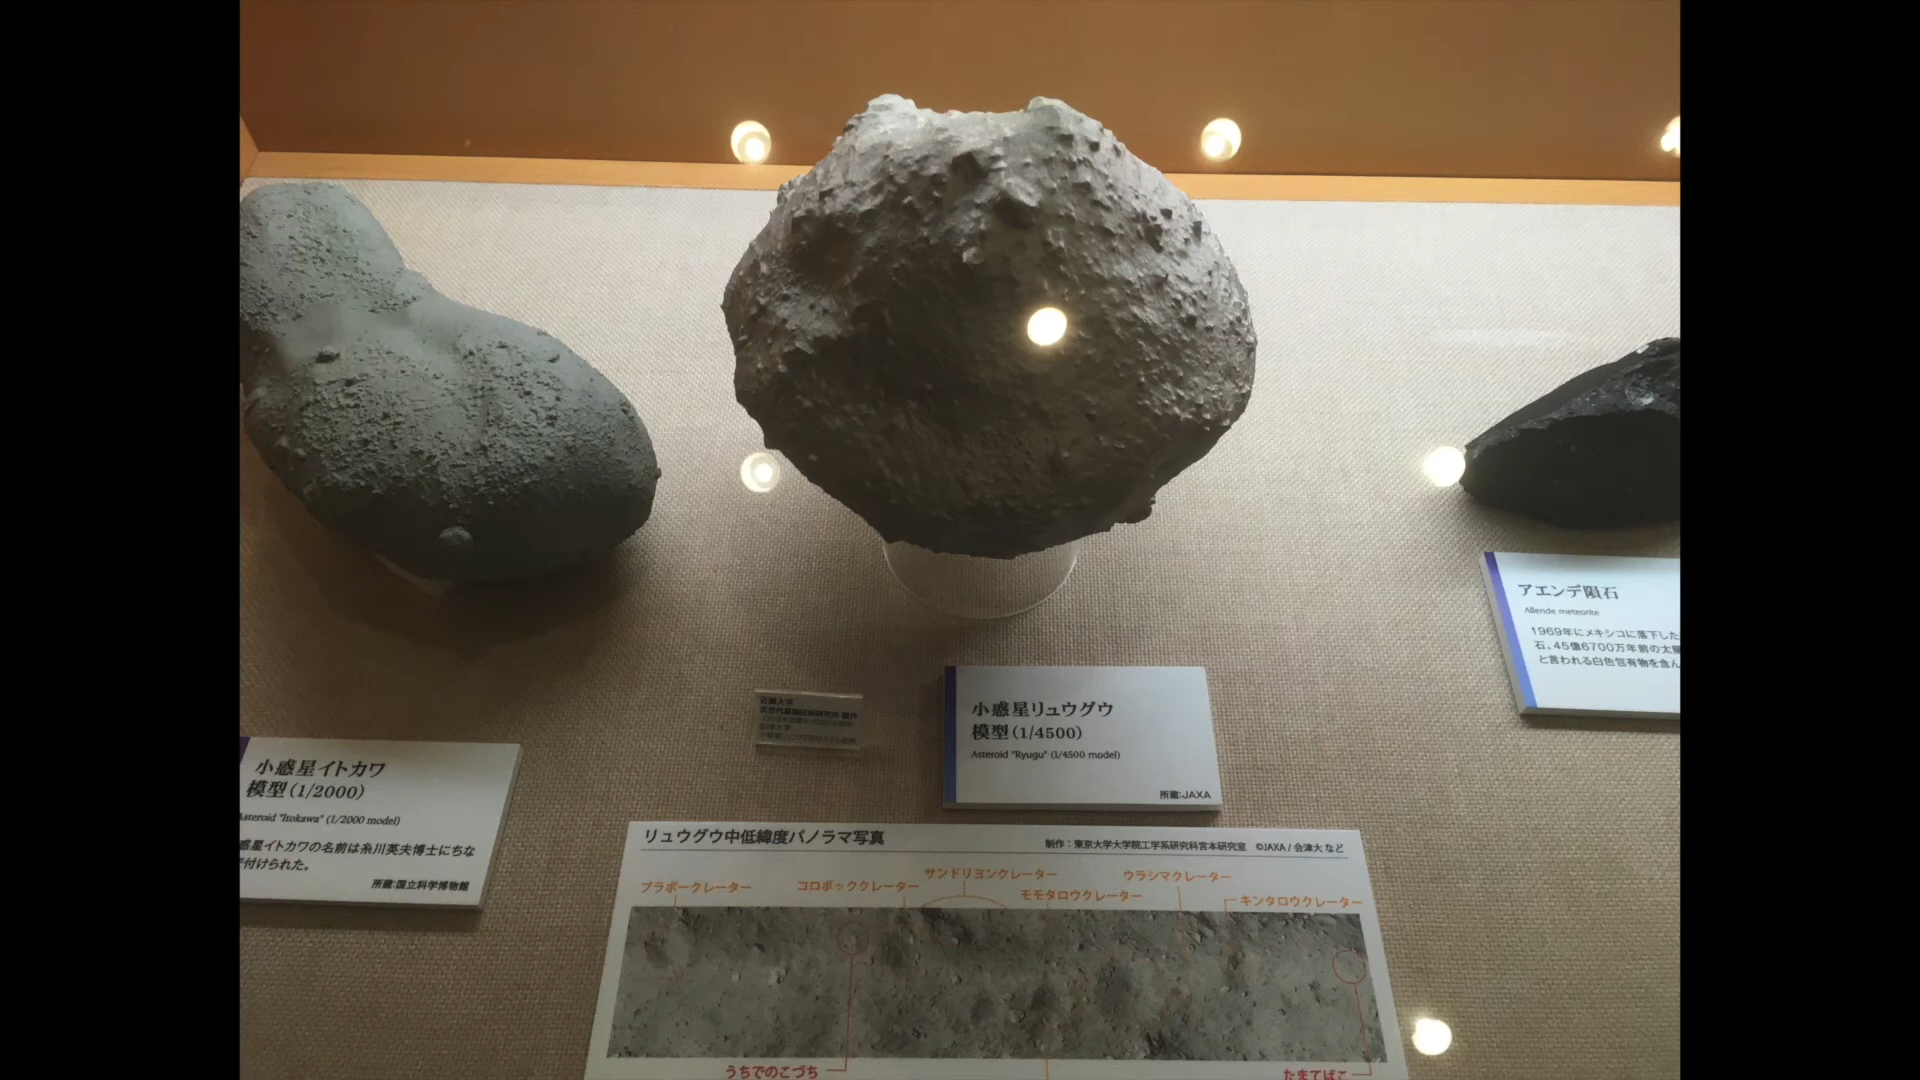 小惑星イトカワ
模型(1/2000)
Asteroid "Itokawa" (1/2000 model)
惑星イトカワの名前は糸川英夫博士にちな
付けられた。
所蔵:国立科学博物館
近畿大学
小惑星リュウグウ
模型(1/4500)
Asteroid "Ryugu" (1/4500 model)
所蔵:JAXA
アエンデ隕石
Allende meteorite
1969年にメキシコに落下した
石。45億6700万年前の太陽
と言われる白色包有物を含ん
リュウグウ中低緯度パノラマ写真
制作:東京大学大学院工学系研究科宮本研究室 ©JAXA / 会津大 など
ブラボークレーター
コロボッククレーター
サンドリヨンクレーター
モモタロウクレーター
ウラシマクレーター
キンタロウクレーター
うちでのこづち
たまてばこ